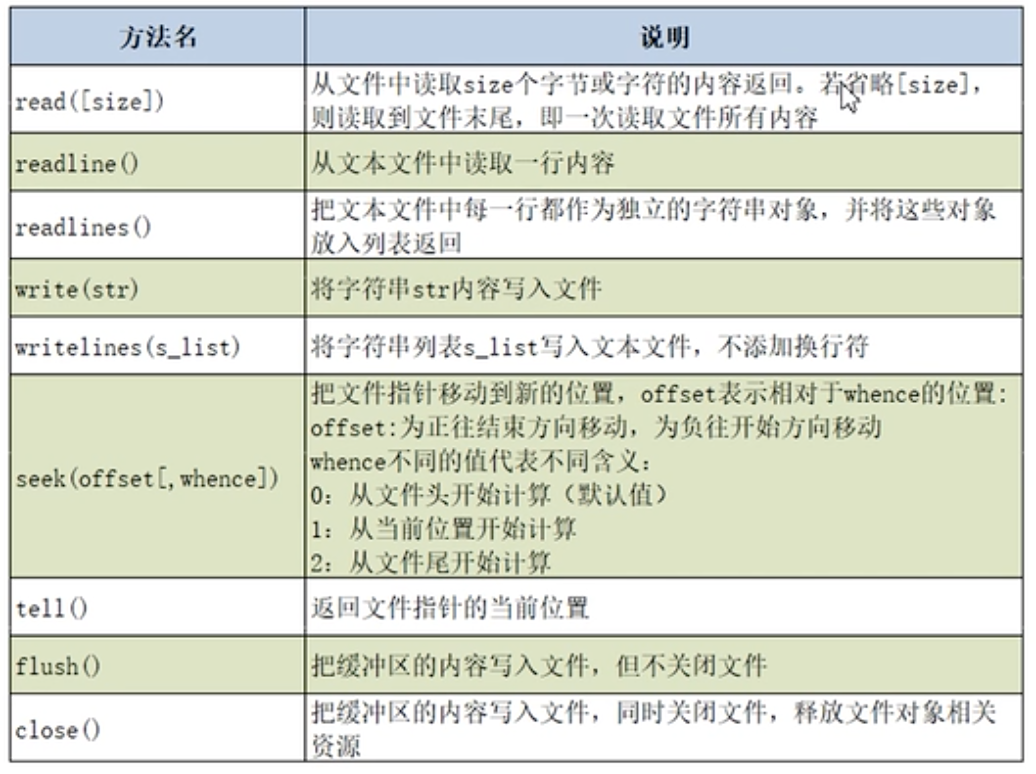 方法名 说明
read([size]) 从文件中读取size个字节或字符的内容返回。若省略[size],
则读取到文件末尾，即一次读取文件所有内容
readline() 从文本文件中读取一行内容
readlines() 把文本文件中每一行都作为独立的字符串对象，并将这些对象
放入列表返回
write(str) 将字符串str内容写入文件
writelines(s_list) 将字符串列表s_list写入文本文件，不添加换行符
seek(offset[,whence]) 把文件指针移动到新的位置，offset表示相对于whence的位置:
offset:为正往结束方向移动，为负往开始方向移动
whence不同的值代表不同含义:
0: 从文件头开始计算（默认值）
1: 从当前位置开始计算
2: 从文件尾开始计算
tell() 返回文件指针的当前位置
flush() 把缓冲区的内容写入文件，但不关闭文件
close() 把缓冲区的内容写入文件，同时关闭文件，释放文件对象相关
资源